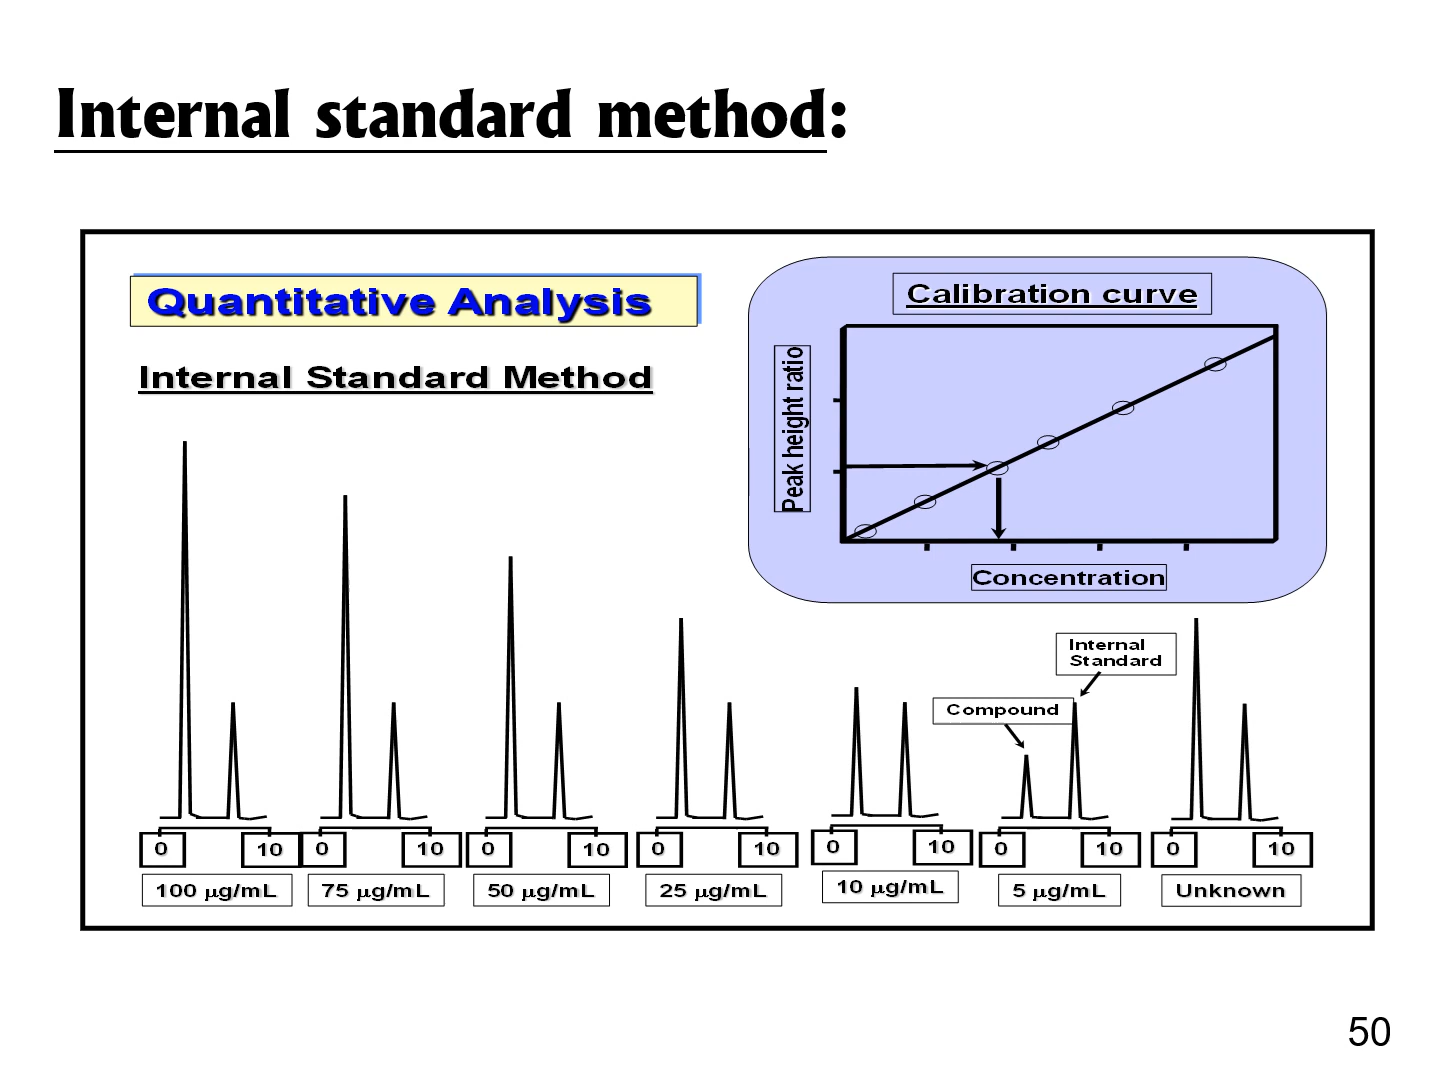 Internal standard method:
Quantitative Analysis
Internal Standard Method
Calibration curve
Peak height ratio
Concentration
Internal
Standard
Compound
0 10 0 10 0 10 0 10 0 10 0 10 0 10
100 μg/mL 75 μg/mL 50 μg/mL 25 μg/mL 10 μg/mL 5 μg/mL Unknown
50